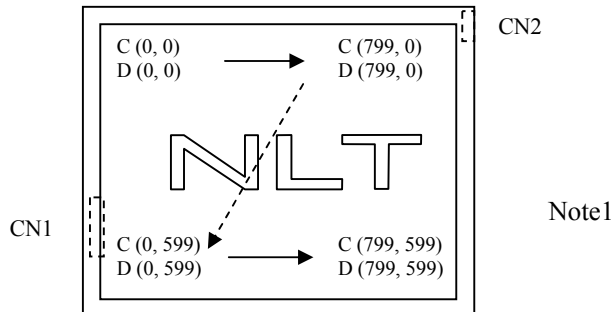 CN2
C (0, 0) C (799, 0)
D (0, 0) D (799, 0)
NLT
Note1
CN1
C (0, 599) C (799, 599)
D (0, 599) D (799, 599)